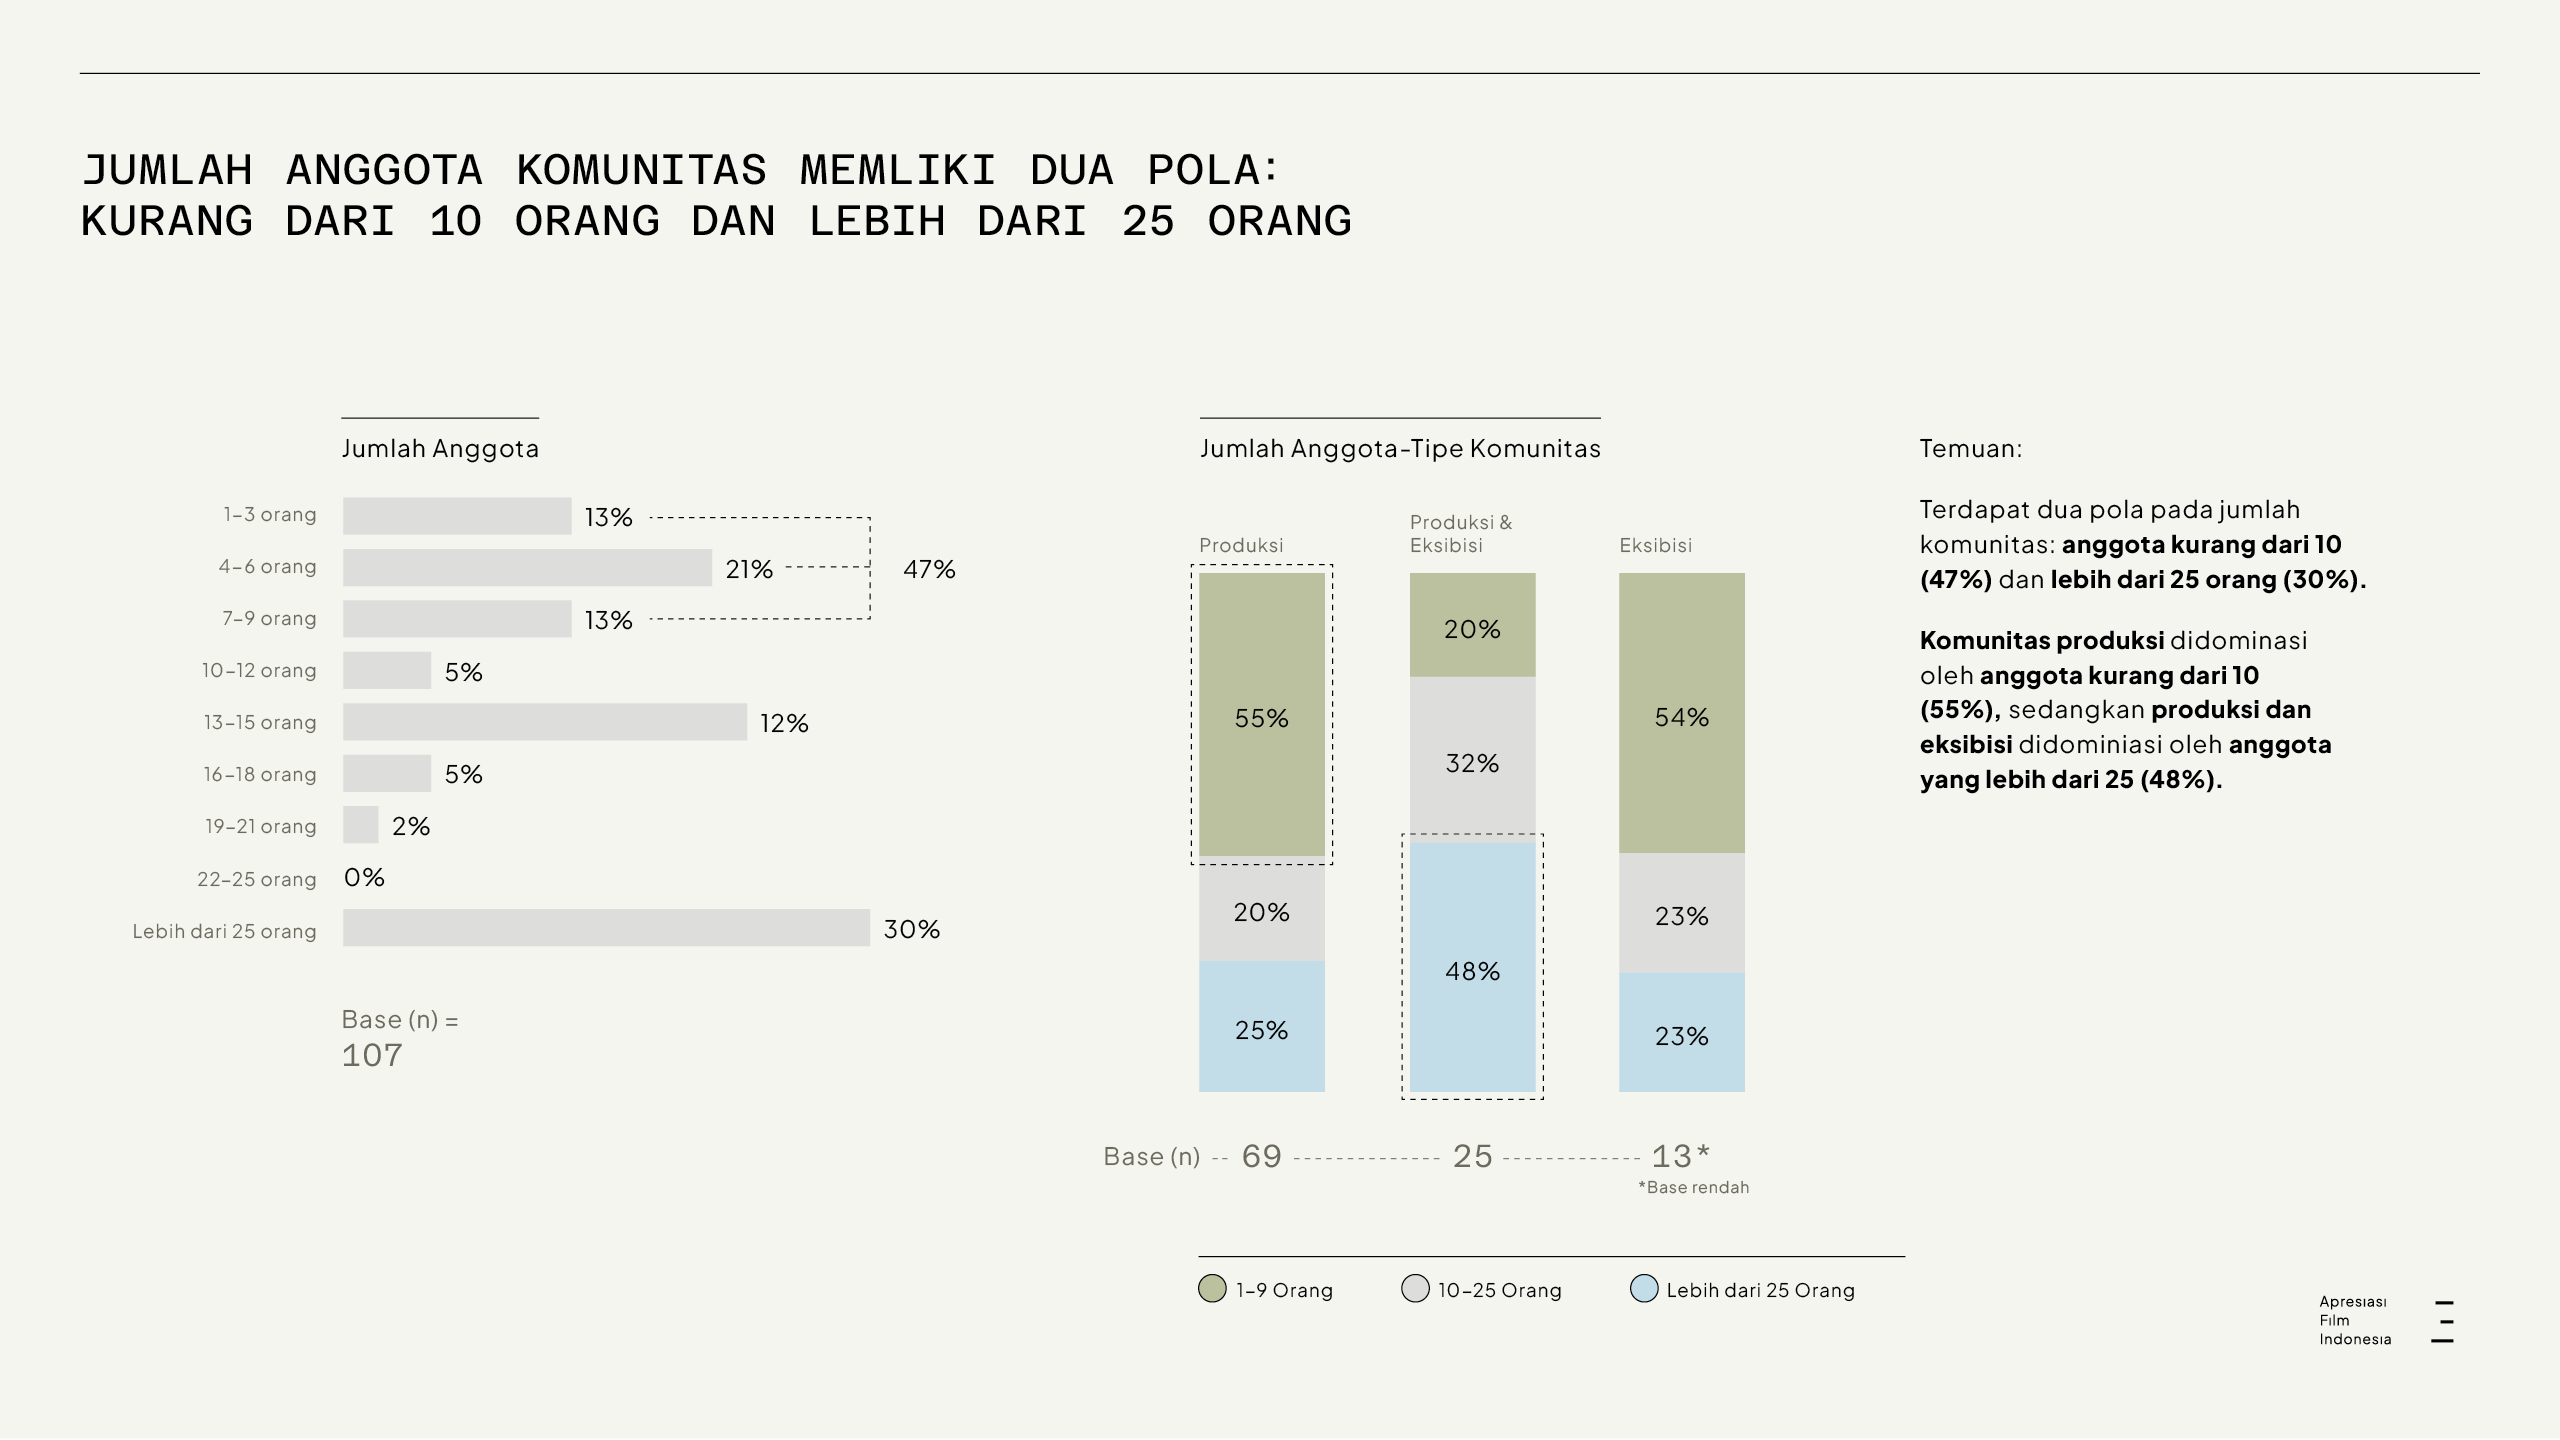 JUMLAH ANGGOTA KOMUNITAS MEMLIKI DUA POLA:
KURANG DARI 10 ORANG DAN LEBIH DARI 25 ORANG
Jumlah Anggota
1–3 orang 13%
4–6 orang 21% 47%
7–9 orang 13%
10–12 orang 5%
13–15 orang 12%
16–18 orang 5%
19–21 orang 2%
22–25 orang 0%
Lebih dari 25 orang 30%
Base (n) =
107
Jumlah Anggota–Tipe Komunitas
Produksi
55%
20%
25%
Produksi &
Eksibisi
20%
32%
48%
Eksibisi
54%
23%
23%
Base (n) 69 25 13*
*Base rendah
1–9 Orang 10–25 Orang Lebih dari 25 Orang
Temuan:
Terdapat dua pola pada jumlah
komunitas: anggota kurang dari 10
(47%) dan lebih dari 25 orang (30%).
Komunitas produksi didominasi
oleh anggota kurang dari 10
(55%), sedangkan produksi dan
eksibisi didominiasi oleh anggota
yang lebih dari 25 (48%).
Apresiasi
Film
Indonesia